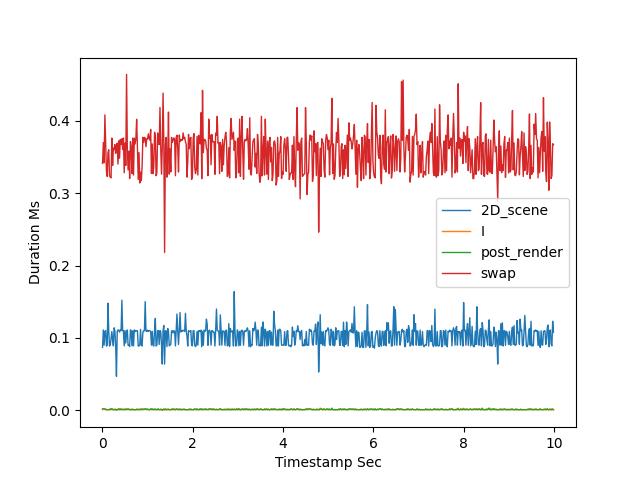 0.4
0.3
0.2
0.1
0.0
Duration Ms
2D_scene
I
post_render
swap
0 2 4 6 8 10
Timestamp Sec